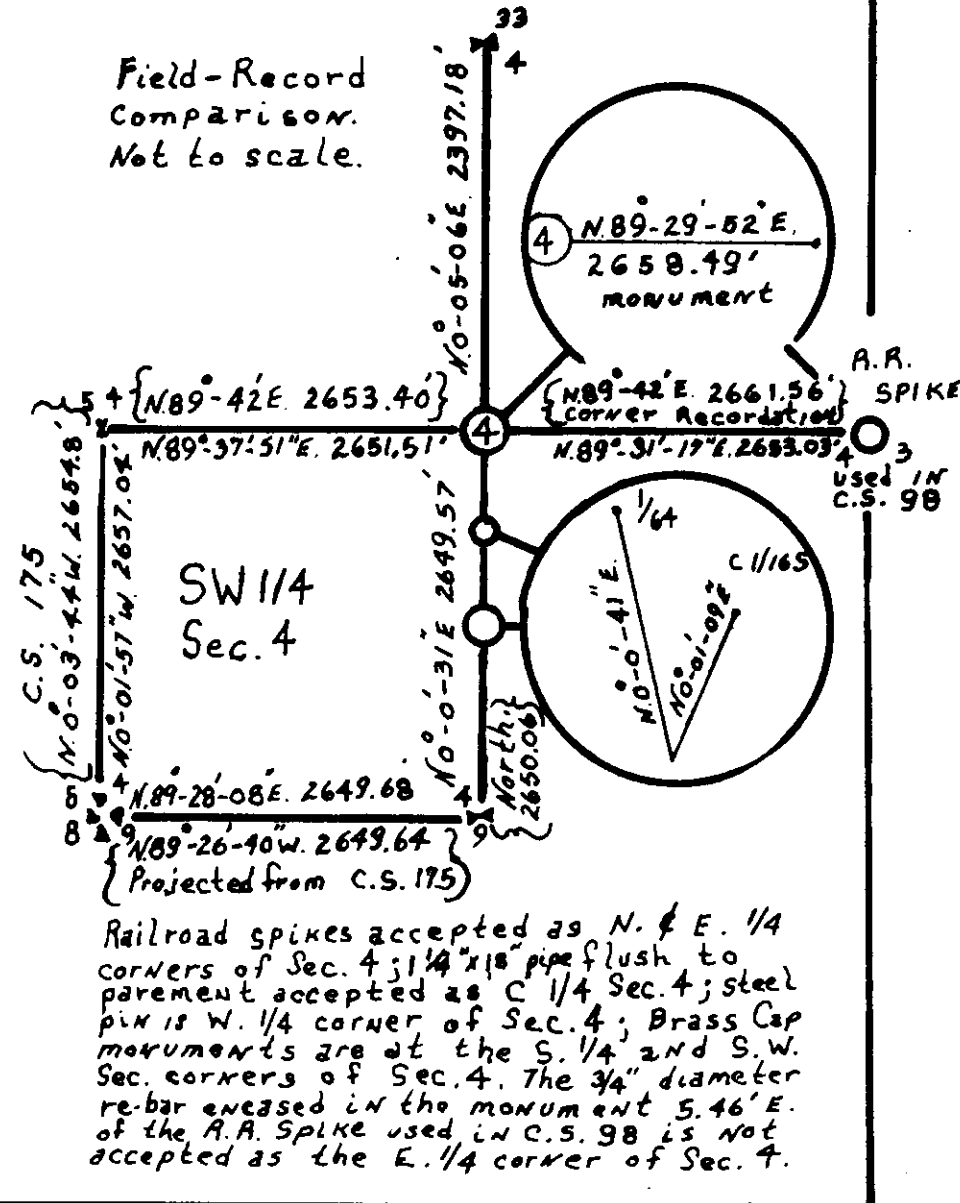 33
4
Field-Record
Comparison.
Not to scale.
N.0°-05'-06"E. 2397.18'
④ N.89°-29'-52"E.
2658.49'
monument
R.R.
SPIKE
5 4 {N.89°-42'E. 2653.40'}
{N.89°-42'E. 2661.56'
Corner Recordation}
④
N.89°-37'-51"E. 2651.51'
N.89°-31'-17"E. 2653.03'
4 3
used in
C.S. 98
C.S. 175
{N.0°-03'-44"W. 2654.8'}
N.0°-01'-57"W. 2657.04'
SW 1/4
Sec. 4
N.0°-0'-31"E 2649.57'
{North.
2650.06'}
1/64
C 1/16S
N.0°-0'-41"E.
N.0°-01'-09"E
4
8 9
N.89°-28'-08"E. 2649.68
4
9
{N.89°-26'-40"W. 2649.64
Projected from C.S. 175}
Railroad spikes accepted as N. & E. 1/4
corners of Sec. 4; 1 1/4"x18" pipe flush to
pavement accepted as C 1/4 Sec. 4; steel
pin is W. 1/4 corner of Sec. 4; Brass Cap
monuments are at the S. 1/4 and S.W.
Sec. corners of Sec. 4. The 3/4" diameter
re-bar encased in the monument 5.46' E.
of the R.R. Spike used in C.S. 98 is not
accepted as the E. 1/4 corner of Sec. 4.